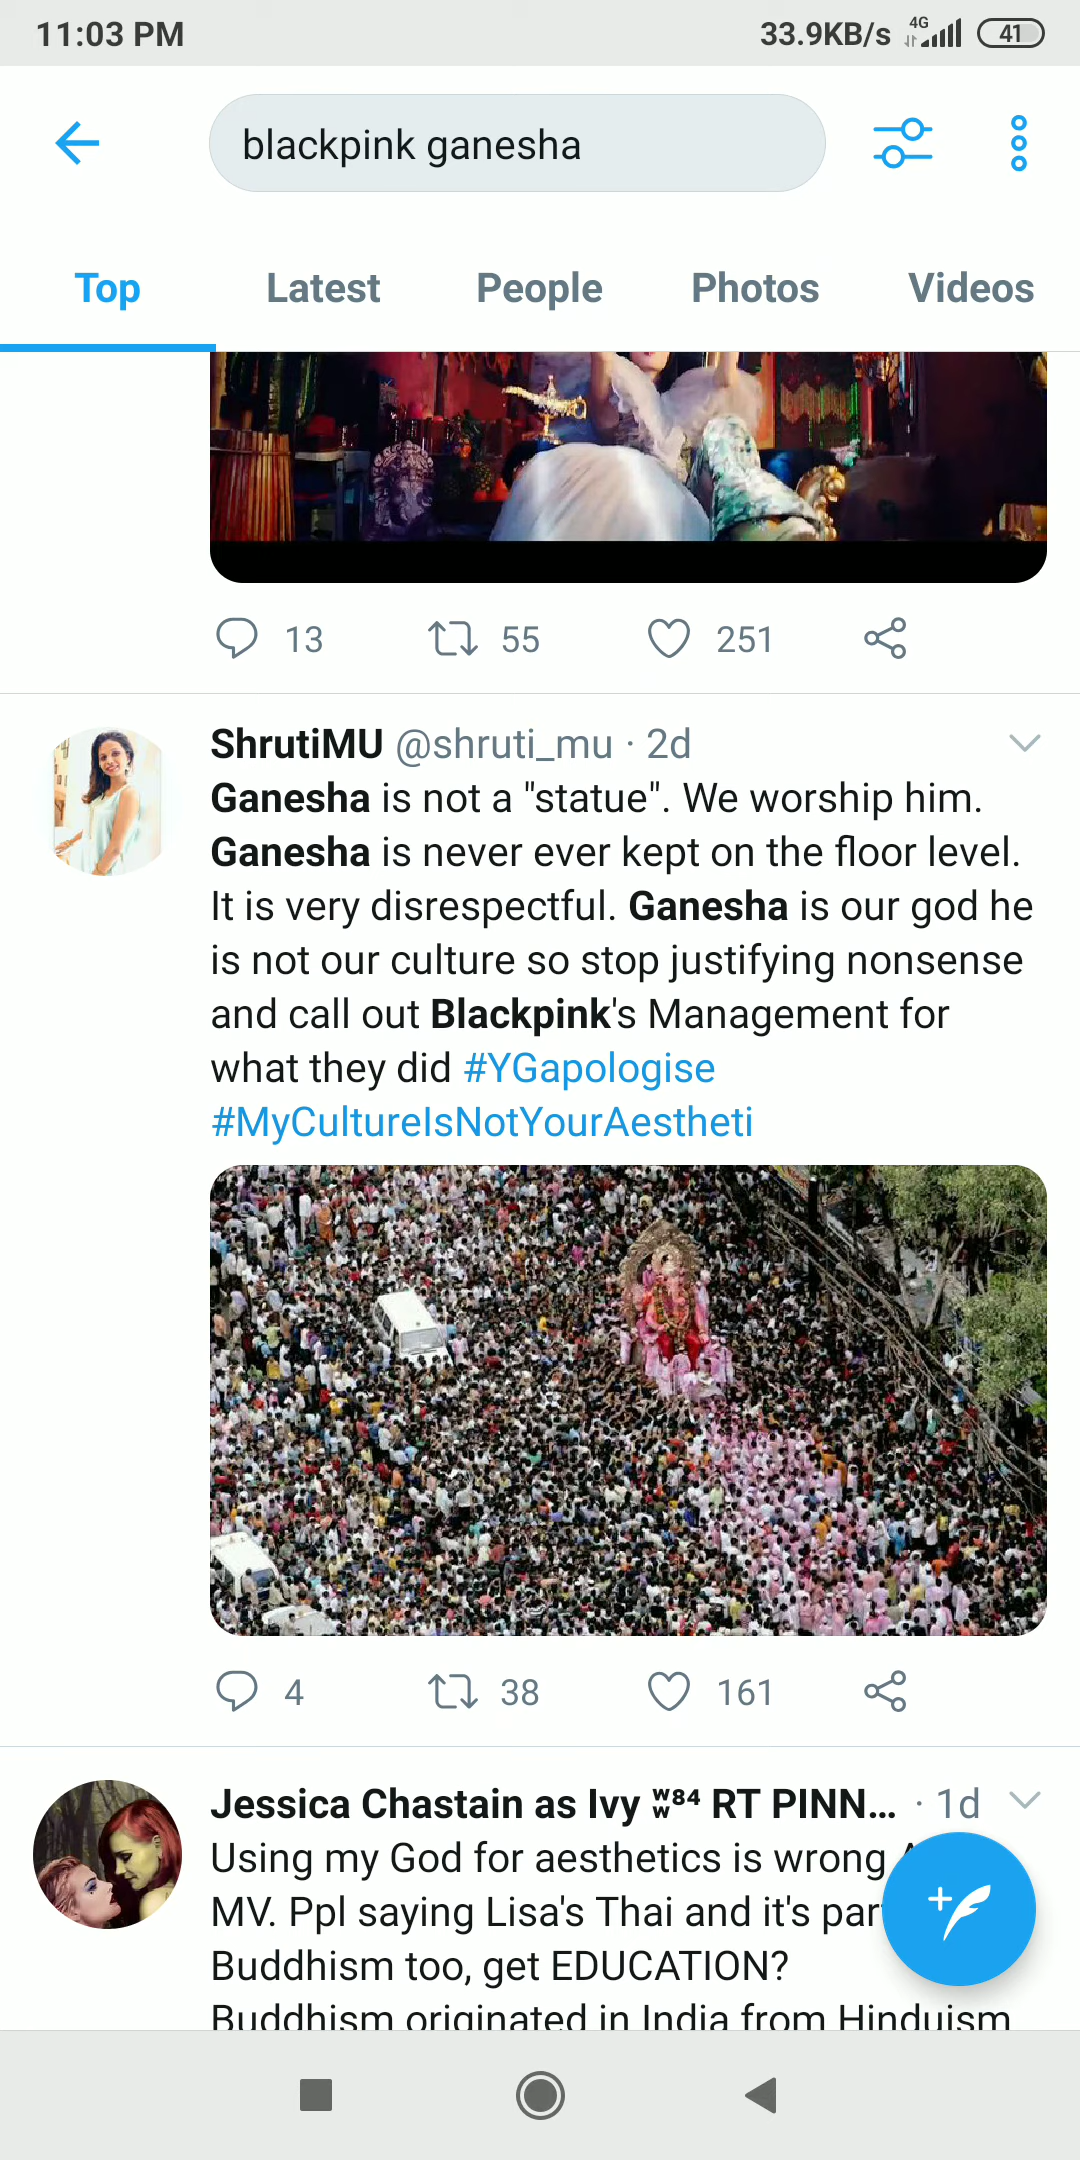 11:03 PM
33.9KB/s 4G 41
blackpink ganesha
Top Latest People Photos Videos
13 55 251
ShrutiMU @shruti_mu · 2d
Ganesha is not a "statue". We worship him.
Ganesha is never ever kept on the floor level.
It is very disrespectful. Ganesha is our god he
is not our culture so stop justifying nonsense
and call out Blackpink's Management for
what they did #YGapologise
#MyCultureIsNotYourAestheti
4 38 161
Jessica Chastain as Ivy W W 84 RT PINN... · 1d
Using my God for aesthetics is wrong
MV. Ppl saying Lisa's Thai and it's par
Buddhism too, get EDUCATION?
Buddhism originated in India from Hinduism